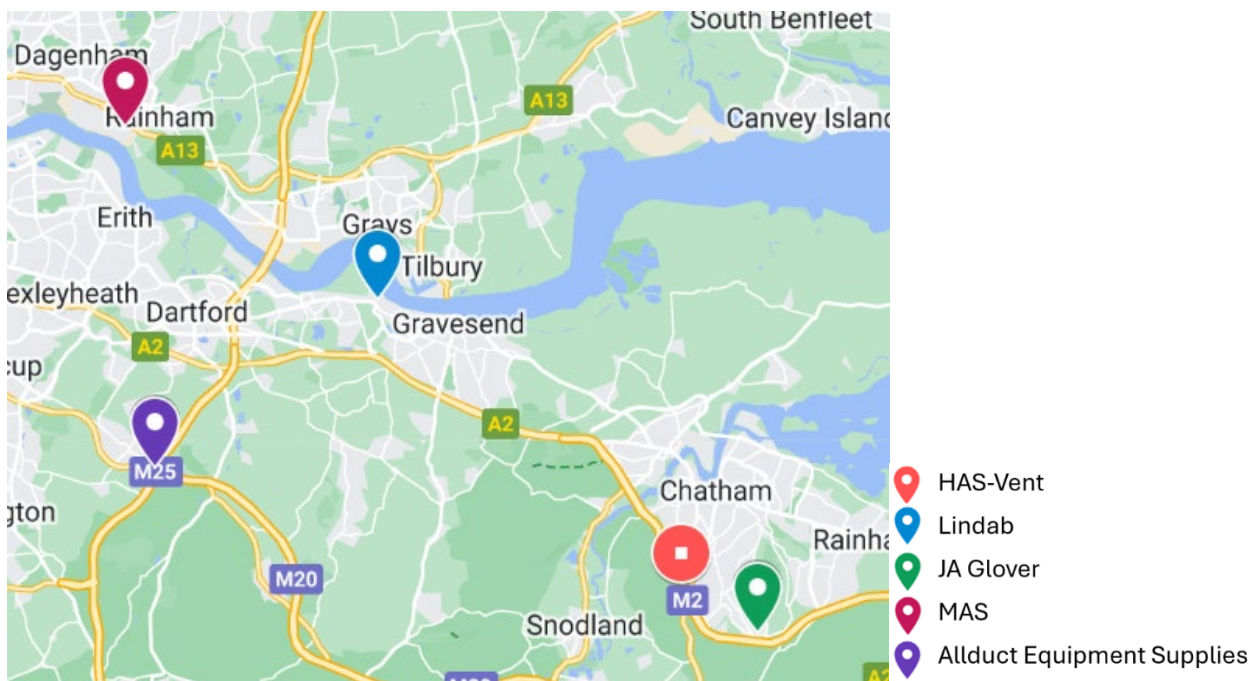 South Benfleet
Dagenham
A13
Rainham
Canvey Islanc
A13
Erith
Grays
Tilbury
exleyheath
Dartford
Gravesend
A2
cup
A2
M25
HAS-Vent
Chatham
gton
Lindab
Rainha
JA Glover
M20
M2
MAS
Snodland
Allduct Equipment Supplies